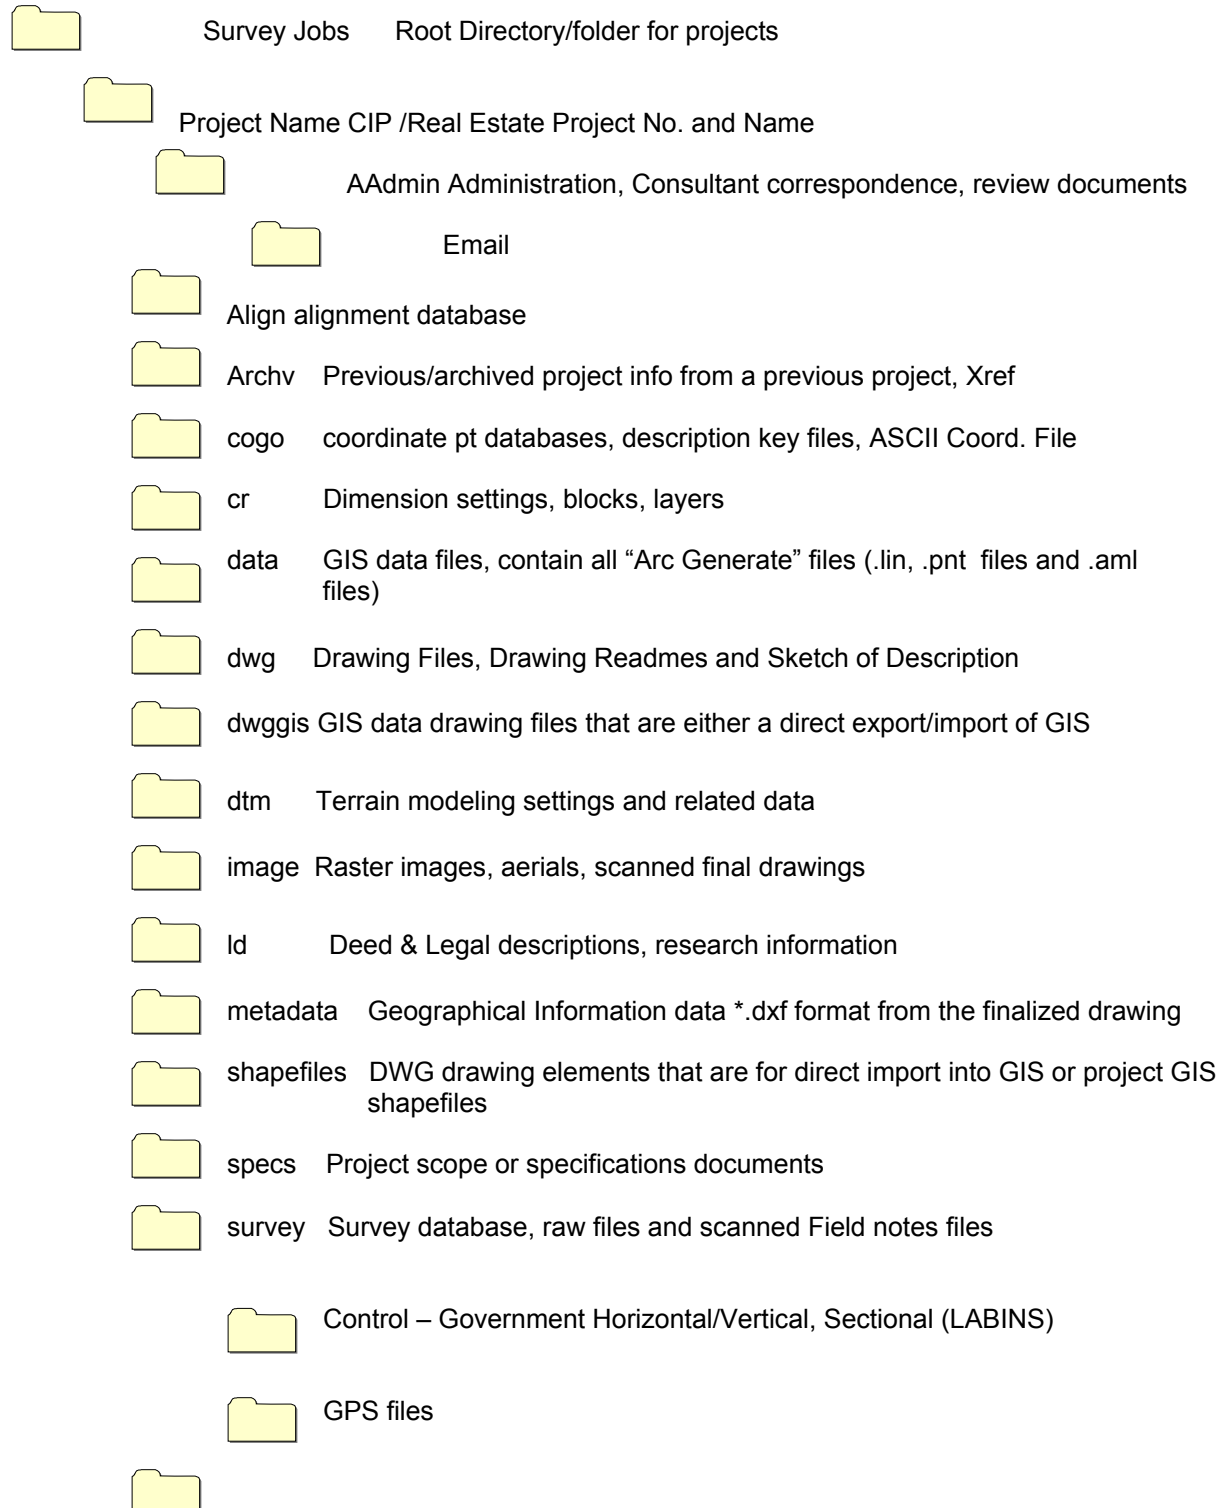 Survey Jobs Root Directory/folder for projects
Project Name CIP /Real Estate Project No. and Name
AAdmin Administration, Consultant correspondence, review documents
Email
Align alignment database
Archv Previous/archived project info from a previous project, Xref
cogo coordinate pt databases, description key files, ASCII Coord. File
cr Dimension settings, blocks, layers
data GIS data files, contain all “Arc Generate” files (.lin, .pnt files and .aml
files)
dwg Drawing Files, Drawing Readmes and Sketch of Description
dwggis GIS data drawing files that are either a direct export/import of GIS
dtm Terrain modeling settings and related data
image Raster images, aerials, scanned final drawings
ld Deed & Legal descriptions, research information
metadata Geographical Information data *.dxf format from the finalized drawing
shapefiles DWG drawing elements that are for direct import into GIS or project GIS
shapefiles
specs Project scope or specifications documents
survey Survey database, raw files and scanned Field notes files
Control – Government Horizontal/Vertical, Sectional (LABINS)
GPS files